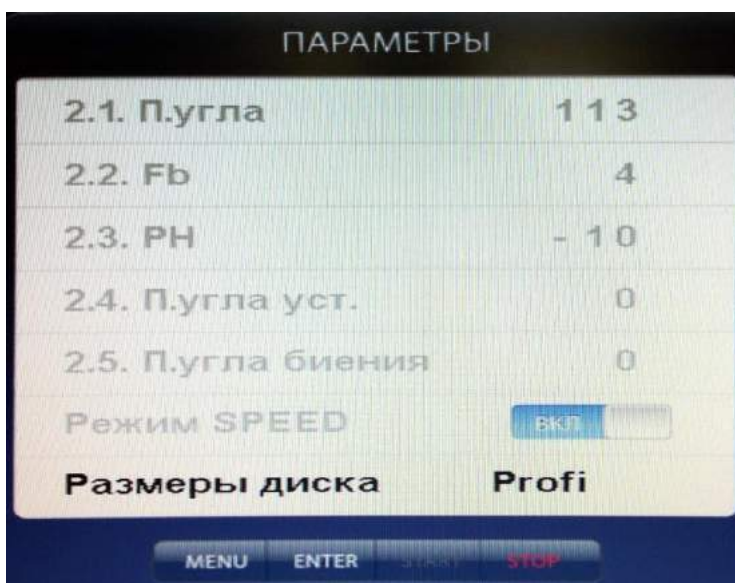 ПАРАМЕТРЫ
2.1. П.угла 113
2.2. Fb 4
2.3. PH - 10
2.4. П.угла уст. 0
2.5. П.угла биения 0
Режим SPEED ВКЛ
Размеры диска Profi
MENU ENTER START STOP